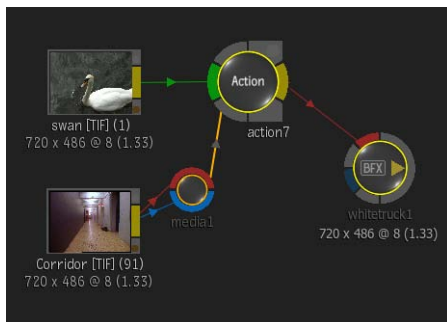 Action
swan [TIF] (1)
720 x 486 @ 8 (1.33)
action7
BFX
whitetruck1
720 x 486 @ 8 (1.33)
media1
Corridor [TIF] (91)
720 x 486 @ 8 (1.33)